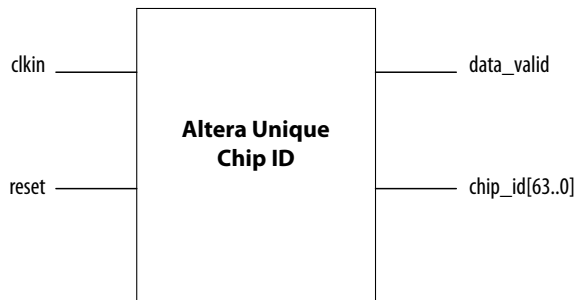 clkin
data_valid
Altera Unique
Chip ID
reset
chip_id[63..0]